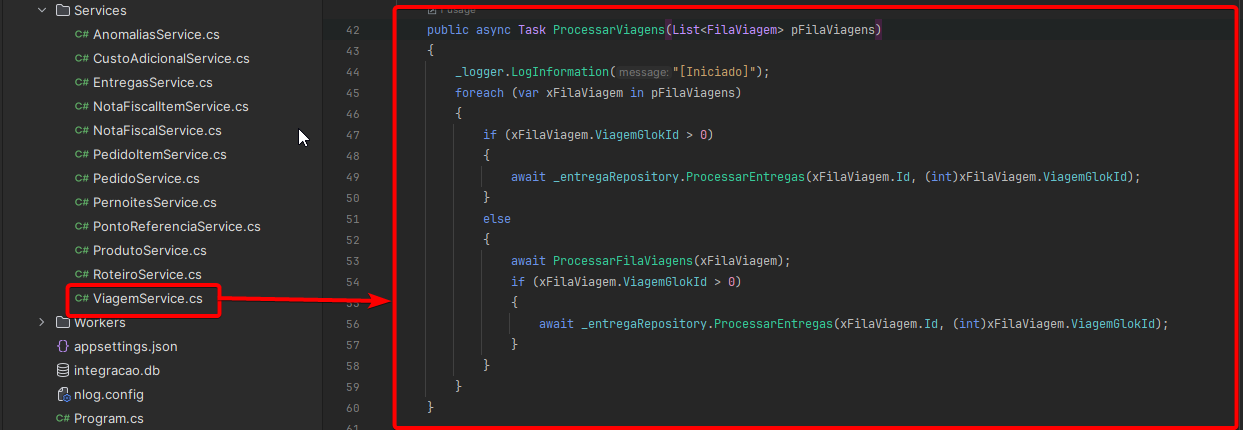 Services
C# AnomaliasService.cs
C# CustoAdicionalService.cs
C# EntregasService.cs
C# NotaFiscalItemService.cs
C# NotaFiscalService.cs
C# PedidoItemService.cs
C# PedidoService.cs
C# PernoitesService.cs
C# PontoReferenciaService.cs
C# ProdutoService.cs
C# RoteiroService.cs
C# ViagemService.cs
Workers
{} appsettings.json
integracao.db
nlog.config
C# Program.cs
42 public async Task ProcessarViagens(List<FilaViagem> pFilaViagens)
43 {
44 _logger.LogInformation( message: "[Iniciado]");
45 foreach (var xFilaViagem in pFilaViagens)
46 {
47 if (xFilaViagem.ViagemGlokId > 0)
48 {
49 await _entregaRepository.ProcessarEntregas(xFilaViagem.Id, (int)xFilaViagem.ViagemGlokId);
50 }
51 else
52 {
53 await ProcessarFilaViagens(xFilaViagem);
54 if (xFilaViagem.ViagemGlokId > 0)
55 {
56 await _entregaRepository.ProcessarEntregas(xFilaViagem.Id, (int)xFilaViagem.ViagemGlokId);
57 }
58 }
59 }
60 }
61